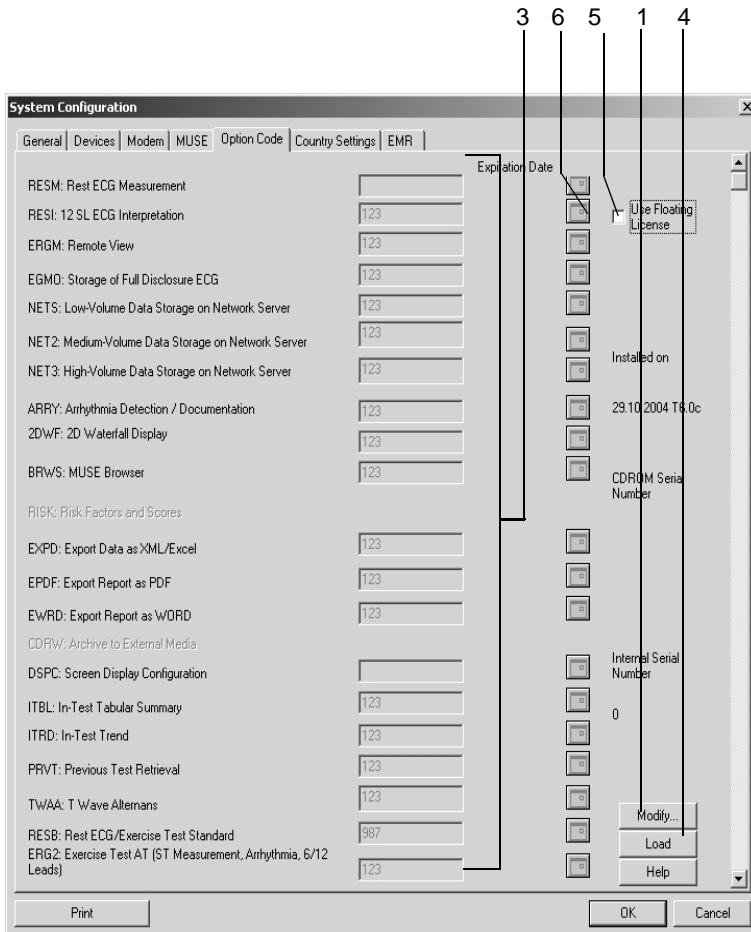 3 6 5 1 4
System Configuration
General Devices Modem MUSE Option Code Country Settings EMR
Expiration Date
RESM: Rest ECG Measurement
RESI: 12 SL ECG Interpretation 123 Use Floating
License
ERGM: Remote View 123
EGMO: Storage of Full Disclosure ECG 123
NETS: Low-Volume Data Storage on Network Server 123
NET2: Medium-Volume Data Storage on Network Server 123
Installed on
NET3: High-Volume Data Storage on Network Server 123
ARRY: Arrhythmia Detection / Documentation 123 29.10.2004 T6.0c
2DWF: 2D Waterfall Display 123
BRWS: MUSE Browser 123
CDROM Serial
Number
RISK: Risk Factors and Scores
EXPD: Export Data as XML/Excel 123
EPDF: Export Report as PDF 123
EWRD: Export Report as WORD 123
CDRW: Archive to External Media
Internal Serial
Number
DSPC: Screen Display Configuration
ITBL: In-Test Tabular Summary 123
0
ITRD: In-Test Trend 123
PRVT: Previous Test Retrieval 123
TWAA: T Wave Alternans 123
Modify...
RESB: Rest ECG/Exercise Test Standard 987
Load
ERG2: Exercise Test AT (ST Measurement, Arrhythmia, 6/12
Leads) 123
Help
Print OK Cancel